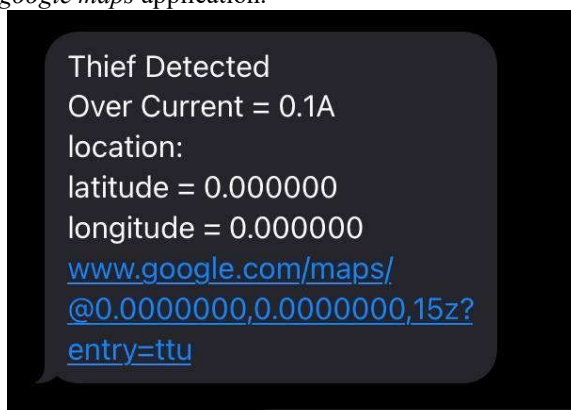 google maps application.
Thief Detected
Over Current = 0.1A
location:
latitude = 0.000000
longitude = 0.000000
www.google.com/maps/
@0.0000000,0.0000000,15z?
entry=ttu